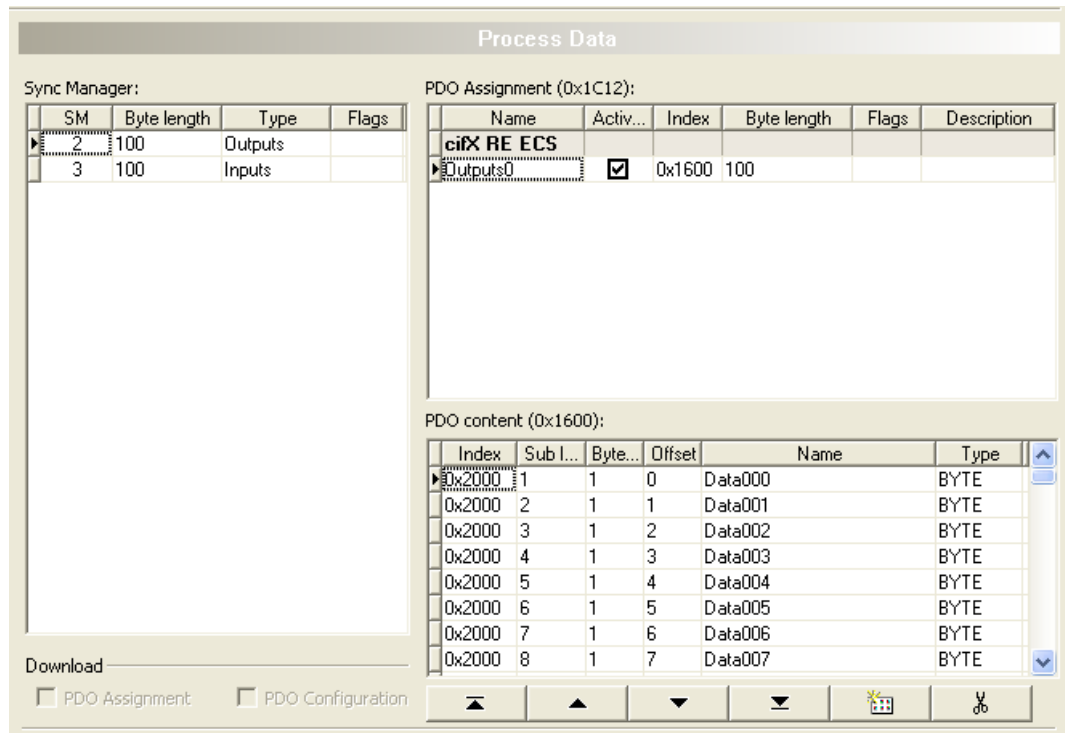 Process Data
Sync Manager:
SM Byte length Type Flags
2 100 Outputs
3 100 Inputs
PDO Assignment (0x1C12):
Name Activ... Index Byte length Flags Description
cifX RE ECS
Outputs0 0x1600 100
PDO content (0x1600):
Index Sub I... Byte... Offset Name Type
0x2000 1 1 0 Data000 BYTE
0x2000 2 1 1 Data001 BYTE
0x2000 3 1 2 Data002 BYTE
0x2000 4 1 3 Data003 BYTE
0x2000 5 1 4 Data004 BYTE
0x2000 6 1 5 Data005 BYTE
0x2000 7 1 6 Data006 BYTE
0x2000 8 1 7 Data007 BYTE
Download
PDO Assignment PDO Configuration